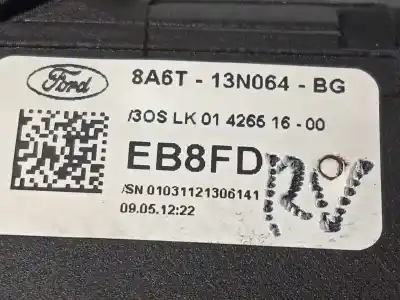 Ford
8A6T - 13N064 - BG
/3OS LK 01 4265 16 - 00
EB8FD
/SN 01031121306141
09.05.12:22